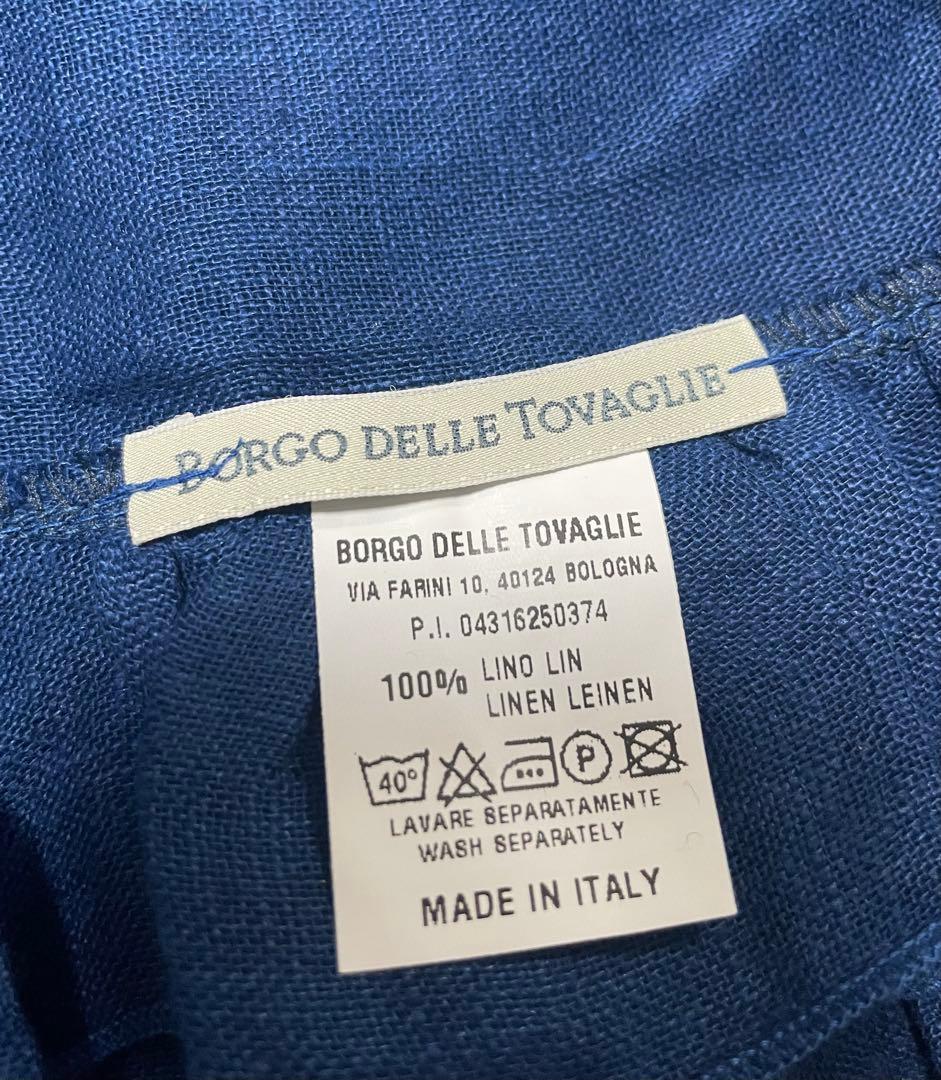 BORGO DELLE TOVAGLIE
BORGO DELLE TOVAGLIE
VIA FARINI 10, 40124 BOLOGNA
P.I. 04316250374
100% LINO LIN
LINEN LEINEN
40° P
LAVARE SEPARATAMENTE
WASH SEPARATELY
MADE IN ITALY